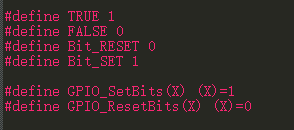 #define TRUE 1
#define FALSE 0
#define Bit_RESET 0
#define Bit_SET 1
#define GPIO_SetBits(X) (X)=1
#define GPIO_ResetBits(X) (X)=0